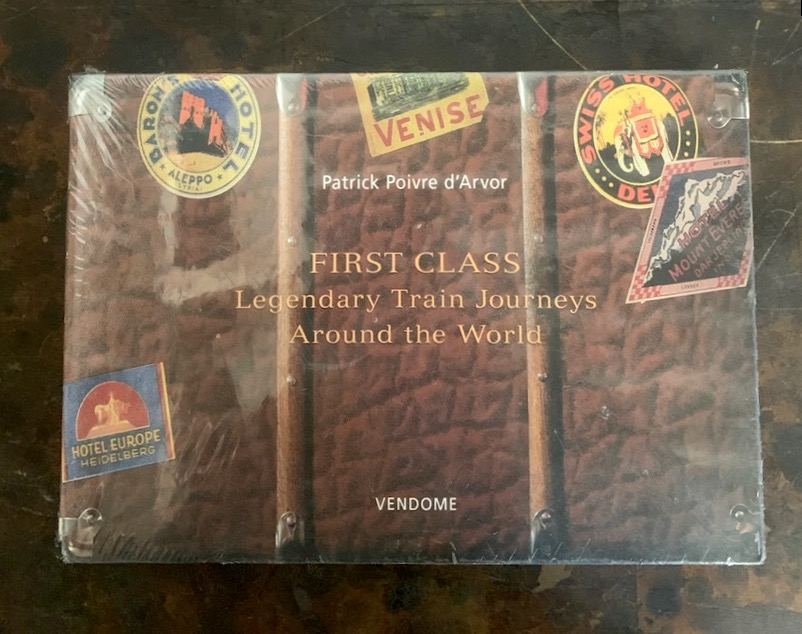 BARON'S HOTEL
ALEPPO
VENISE
SWISS HOTEL
Patrick Poivre d'Arvor
HOTEL
FIRST CLASS
Legendary Train Journeys
Around the World
HOTEL EUROPE
HEIDELBERG
VENDOME